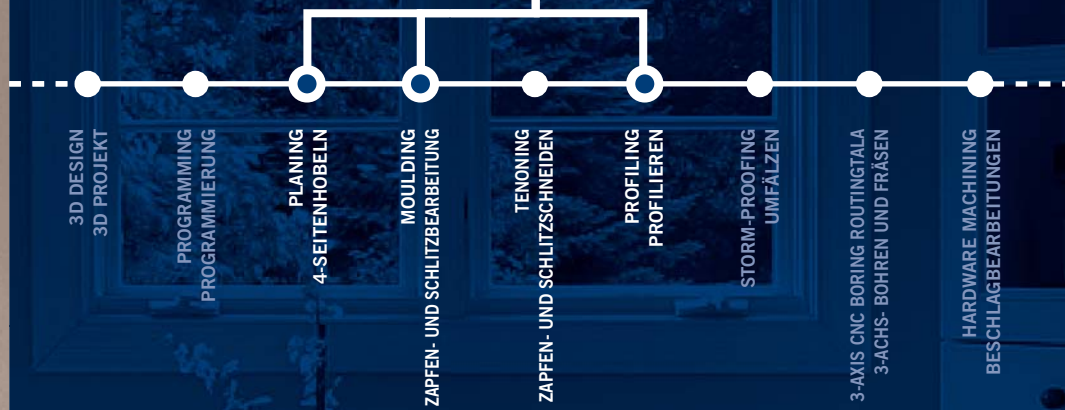 3D DESIGN
3D PROJEKT
PROGRAMMING
PROGRAMMIERUNG
PLANING
4-SEITENHOBELN
MOULDING
ZAPFEN- UND SCHLITZBEARBEITUNG
TENONING
ZAPFEN- UND SCHLITZSCHNEIDEN
PROFILING
PROFILIEREN
STORM-PROOFING
UMFÄLZEN
3-AXIS CNC BORING ROUTINGTALA
3-ACHS- BOHREN UND FRÄSEN
HARDWARE MACHINING
BESCHLAGBEARBEITUNGEN